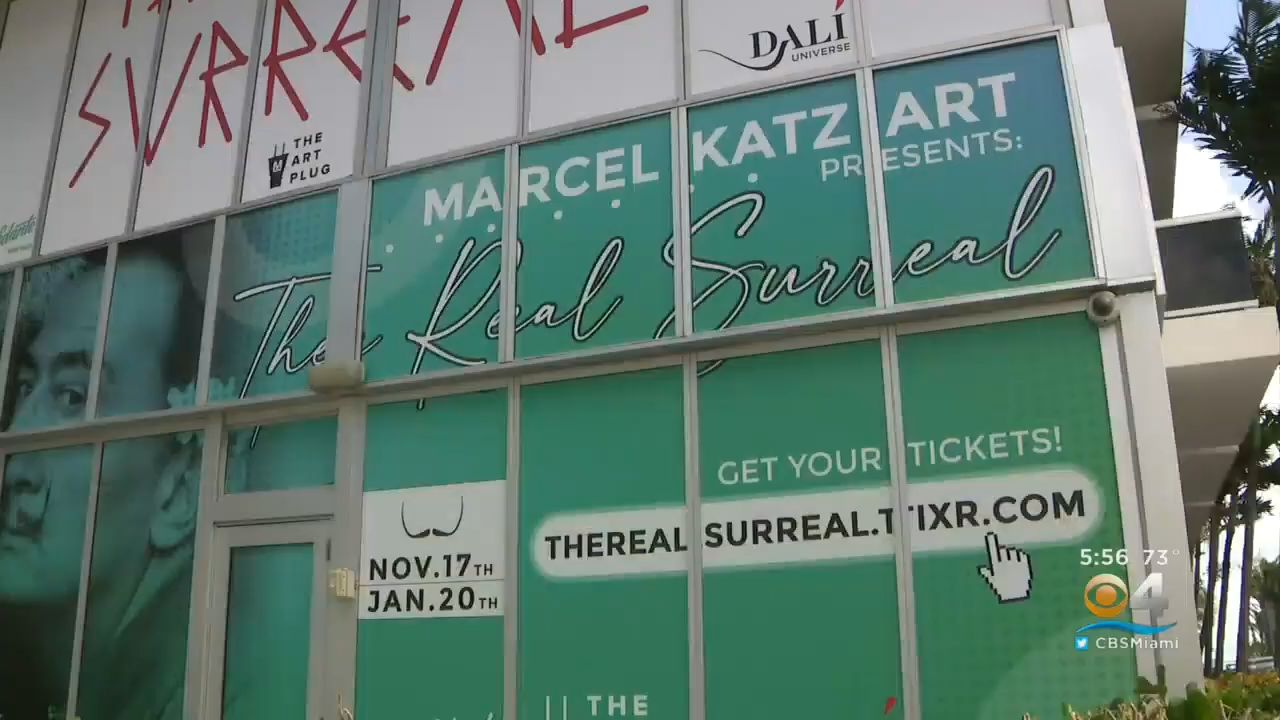 SURREAL
DALÍ
UNIVERSE
THE
ART
PLUG
MARCEL KATZ ART
PRESENTS:
The Real Surreal
GET YOUR TICKETS!
THEREALSURREAL.TTIXR.COM
NOV.17TH
JAN.20TH
THE
5:56 73°
4
CBSMiami